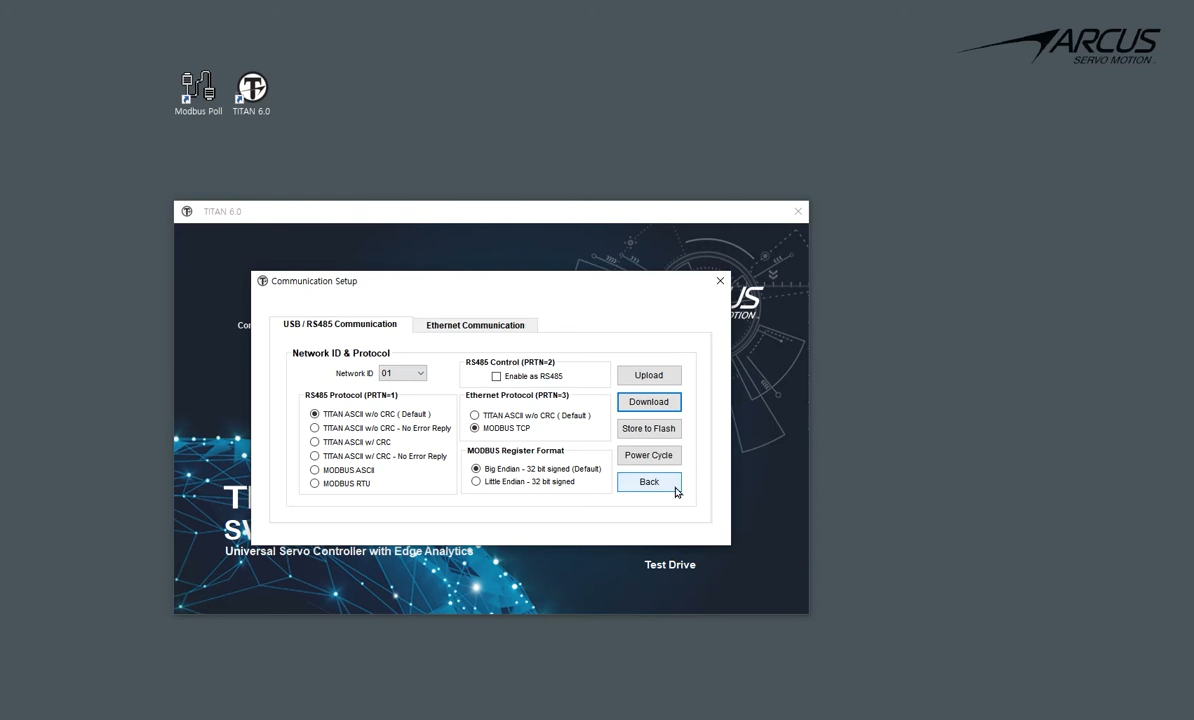 ARCUS
SERVO MOTION
Modbus Poll
TITAN 6.0
TITAN 6.0
Communication Setup
USB / RS485 Communication
Ethernet Communication
Network ID & Protocol
Network ID
01
RS485 Protocol (PRTN=1)
TITAN ASCII w/o CRC ( Default )
TITAN ASCII w/o CRC - No Error Reply
TITAN ASCII w/ CRC
TITAN ASCII w/ CRC - No Error Reply
MODBUS ASCII
MODBUS RTU
RS485 Control (PRTN=2)
Enable as RS485
Ethernet Protocol (PRTN=3)
TITAN ASCII w/o CRC ( Default )
MODBUS TCP
MODBUS Register Format
Big Endian - 32 bit signed (Default)
Little Endian - 32 bit signed
Upload
Download
Store to Flash
Power Cycle
Back
Universal Servo Controller with Edge Analytics
Test Drive